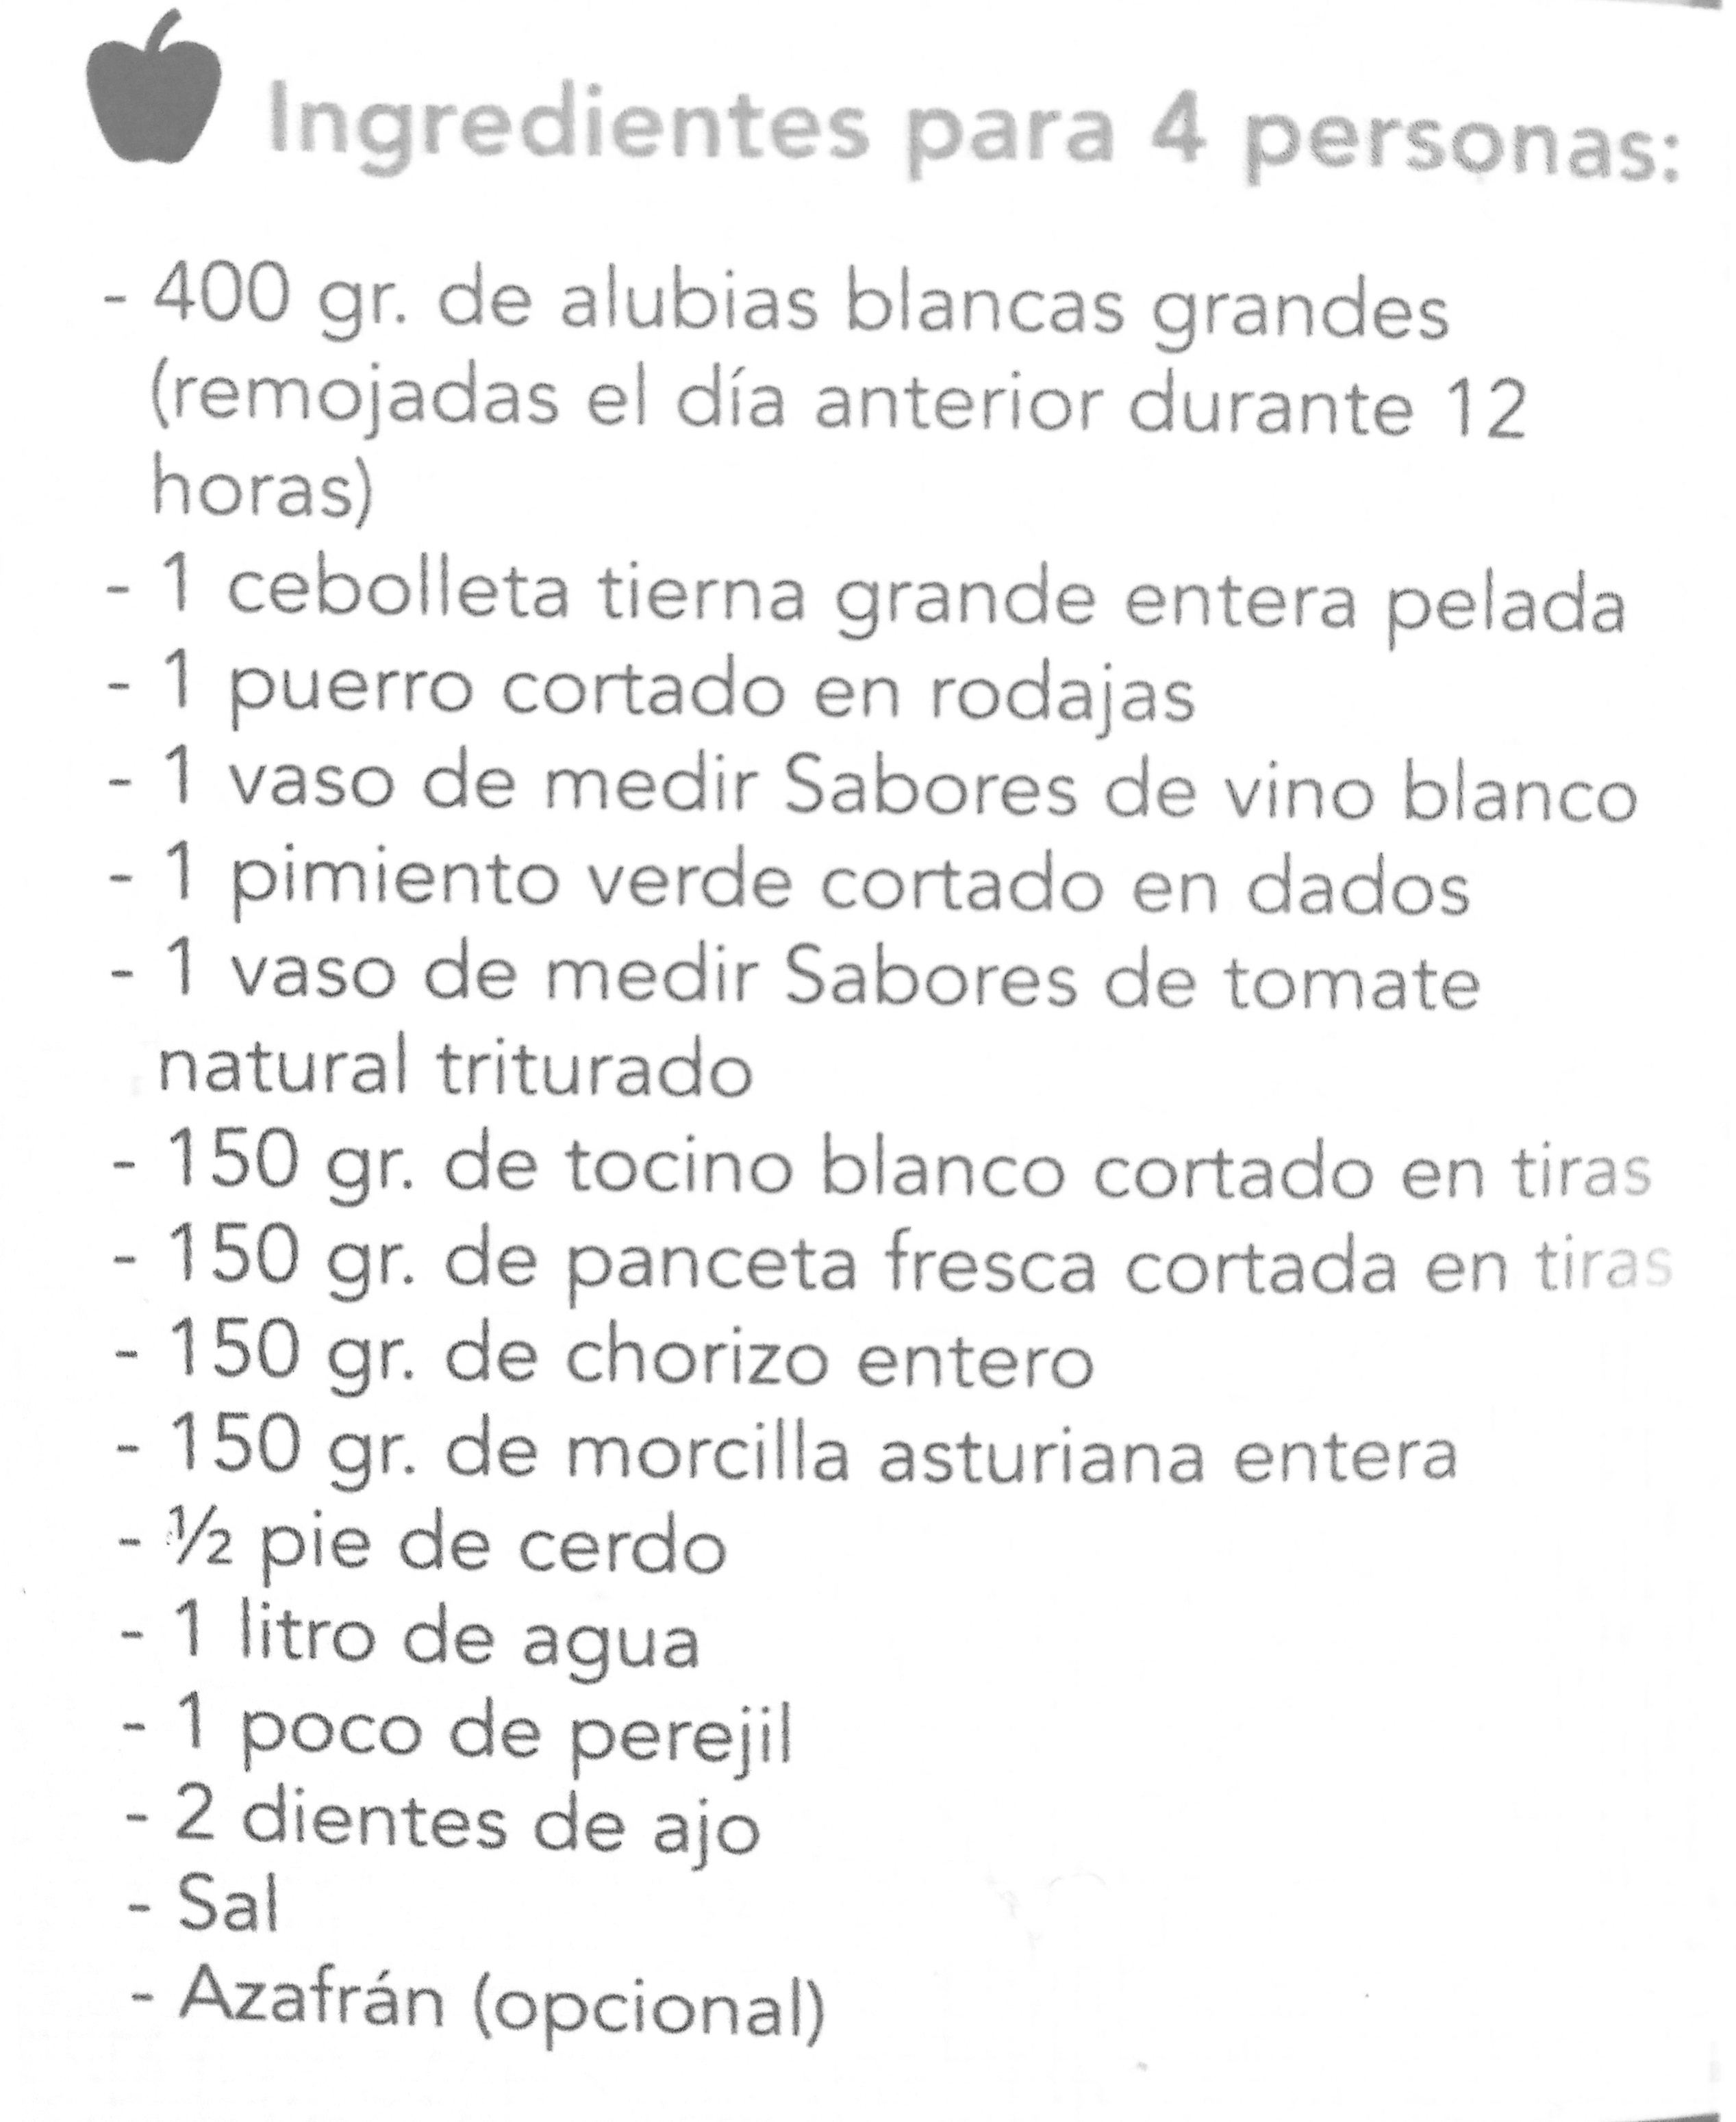 Ingredientes para 4 personas:
- 400 gr. de alubias blancas grandes
(remojadas el día anterior durante 12
horas)
- 1 cebolleta tierna grande entera pelada
- 1 puerro cortado en rodajas
- 1 vaso de medir Sabores de vino blanco
- 1 pimiento verde cortado en dados
- 1 vaso de medir Sabores de tomate
natural triturado
- 150 gr. de tocino blanco cortado en tiras
- 150 gr. de panceta fresca cortada en tiras
- 150 gr. de chorizo entero
- 150 gr. de morcilla asturiana entera
- ½ pie de cerdo
- 1 litro de agua
- 1 poco de perejil
- 2 dientes de ajo
- Sal
- Azafrán (opcional)